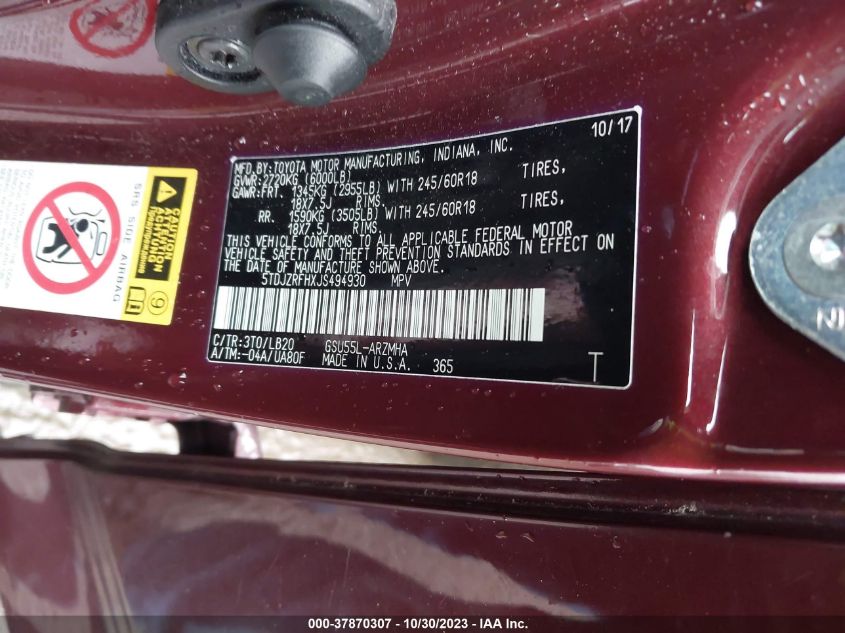 10/17
MFD.BY:TOYOTA MOTOR MANUFACTURING, INDIANA, INC.
GVWR:2720KG (6000LB)
GAWR:FRT. 1345KG (2955LB) WITH 245/60R18 TIRES,
18X7.5J RIMS.
RR. 1590KG (3505LB) WITH 245/60R18 TIRES,
18X7.5J RIMS.
THIS VEHICLE CONFORMS TO ALL APPLICABLE FEDERAL MOTOR
VEHICLE SAFETY AND THEFT PREVENTION STANDARDS IN EFFECT ON
THE DATE OF MANUFACTURE SHOWN ABOVE.
5TDJZRFHXJS494930 MPV
C/TR:3T0/LB20 GSU55L-ARZMHA
A/TM:-04A/UA80F MADE IN U.S.A. 365
T
SRS SIDE AIRBAG
CAUTION
ACHTUNG
ATTENTION
9
2
000-37870307 - 10/30/2023 - IAA Inc.